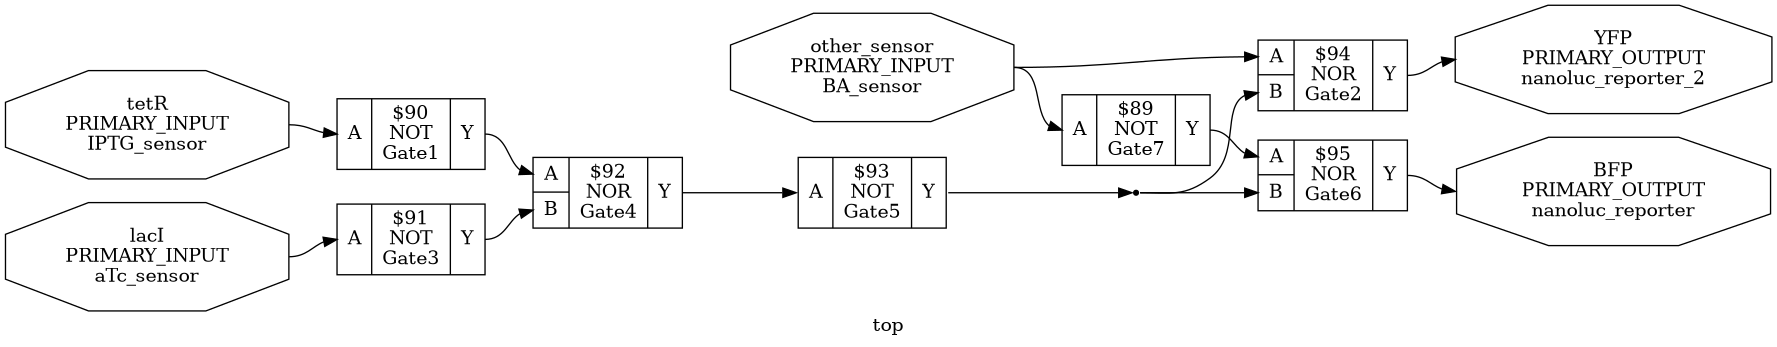 tetR
PRIMARY_INPUT
IPTG_sensor
lacI
PRIMARY_INPUT
aTc_sensor
A
$90
NOT
Gate1
Y
A
$91
NOT
Gate3
Y
A
B
$92
NOR
Gate4
Y
other_sensor
PRIMARY_INPUT
BA_sensor
A
$93
NOT
Gate5
Y
A
$89
NOT
Gate7
Y
A
B
$94
NOR
Gate2
Y
A
B
$95
NOR
Gate6
Y
YFP
PRIMARY_OUTPUT
nanoluc_reporter_2
BFP
PRIMARY_OUTPUT
nanoluc_reporter
top